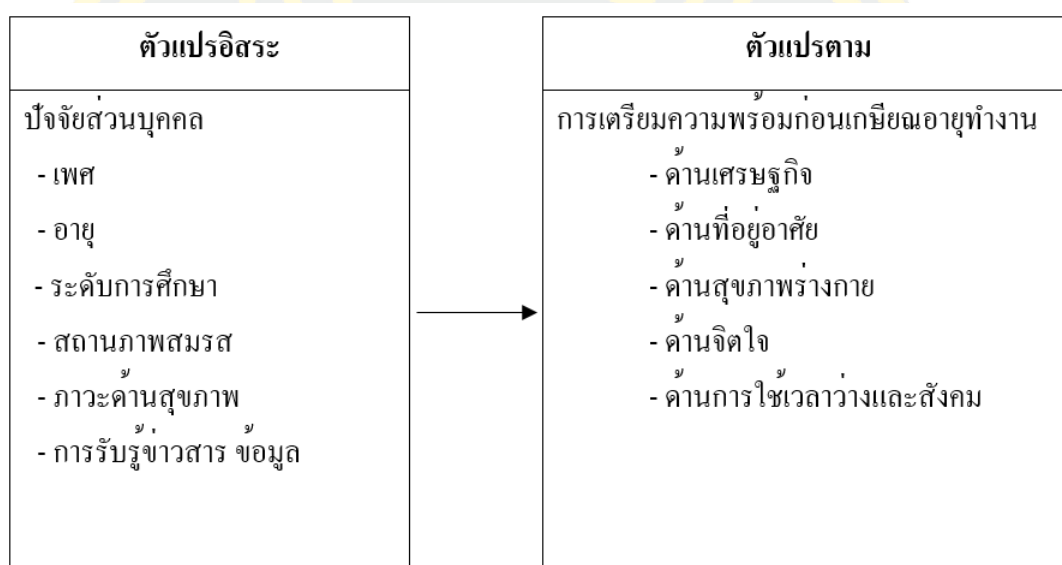 ตัวแปรอิสระ
ปัจจัยส่วนบุคคล
- เพศ
- อายุ
- ระดับการศึกษา
- สถานภาพสมรส
- ภาวะด้านสุขภาพ
- การรับรู้ข่าวสาร ข้อมูล
ตัวแปรตาม
การเตรียมความพร้อมก่อนเกษียณอายุทำงาน
- ด้านเศรษฐกิจ
- ด้านที่อยู่อาศัย
- ด้านสุขภาพร่างกาย
- ด้านจิตใจ
- ด้านการใช้เวลาว่างและสังคม